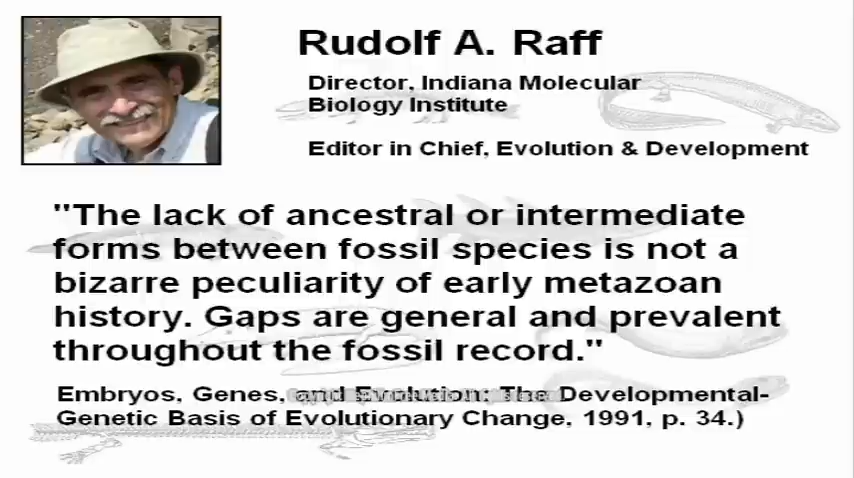 Rudolf A. Raff
Director, Indiana Molecular
Biology Institute
Editor in Chief, Evolution & Development
"The lack of ancestral or intermediate
forms between fossil species is not a
bizarre peculiarity of early metazoan
history. Gaps are general and prevalent
throughout the fossil record."
Embryos, Genes, and Evolution: The Developmental-
Genetic Basis of Evolutionary Change, 1991, p. 34.)